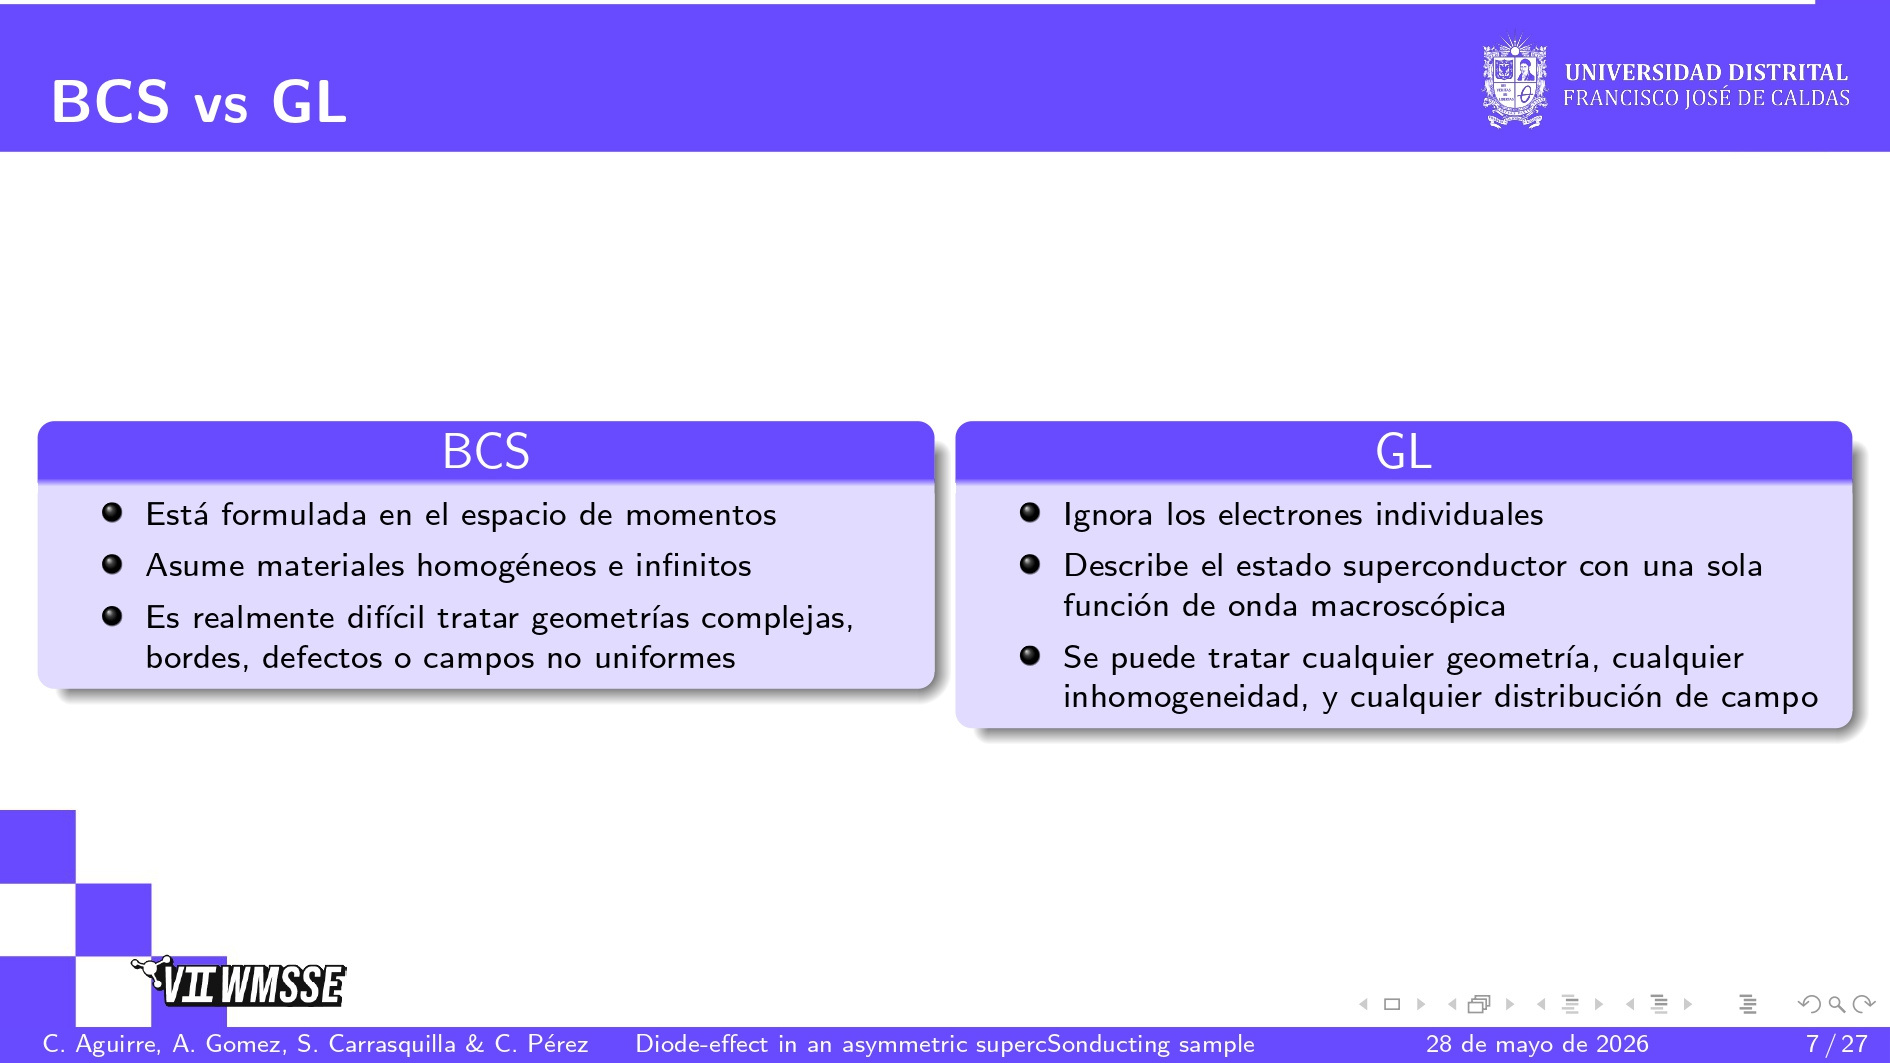 BCS vs GL
UNIVERSIDAD DISTRITAL
FRANCISCO JOSÉ DE CALDAS
BCS
Está formulada en el espacio de momentos
Asume materiales homogéneos e infinitos
Es realmente difícil tratar geometrías complejas,
bordes, defectos o campos no uniformes
GL
Ignora los electrones individuales
Describe el estado superconductor con una sola
función de onda macroscópica
Se puede tratar cualquier geometría, cualquier
inhomogeneidad, y cualquier distribución de campo
VII WMSSE
C. Aguirre, A. Gomez, S. Carrasquilla & C. Pérez
Diode-effect in an asymmetric supercSonducting sample
28 de mayo de 2026
7 / 27